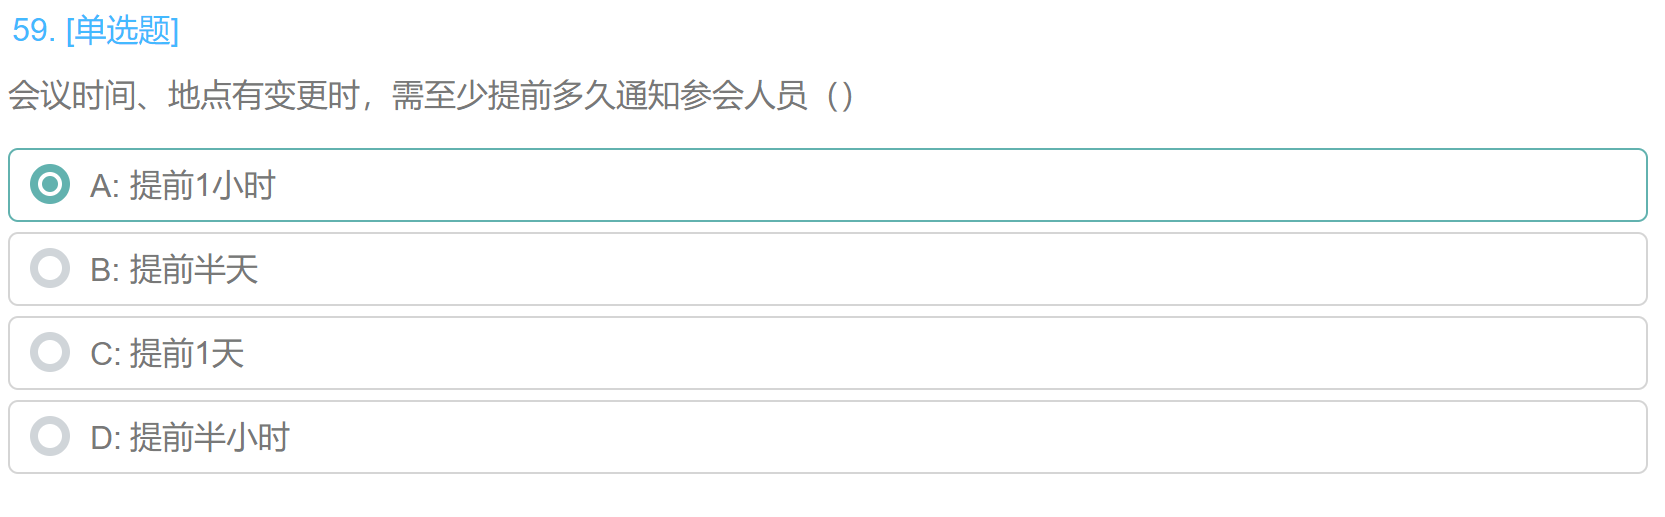 59. [单选题]
会议时间、地点有变更时，需至少提前多久通知参会人员（）
A: 提前1小时
B: 提前半天
C: 提前1天
D: 提前半小时